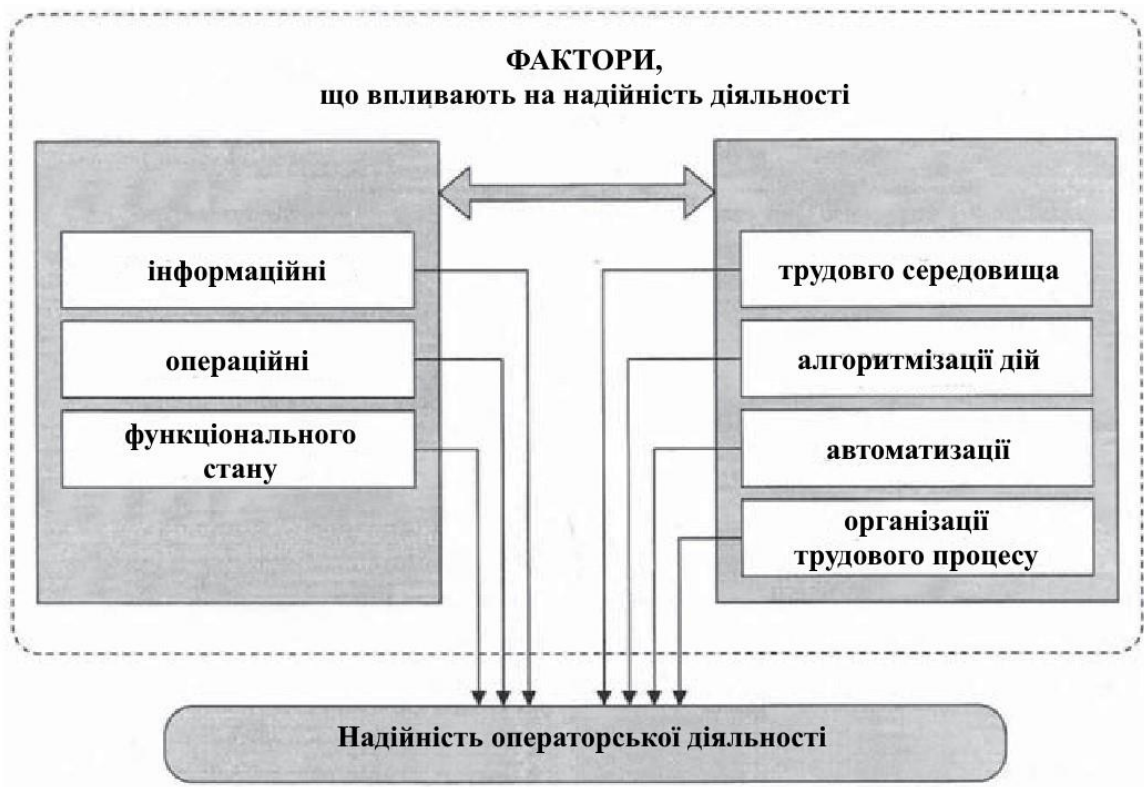 ФАКТОРИ,
що впливають на надійність діяльності
інформаційні
операційні
функціонального
стану
трудовго середовища
алгоритмізації дій
автоматизації
організації
трудового процесу
Надійність операторської діяльності